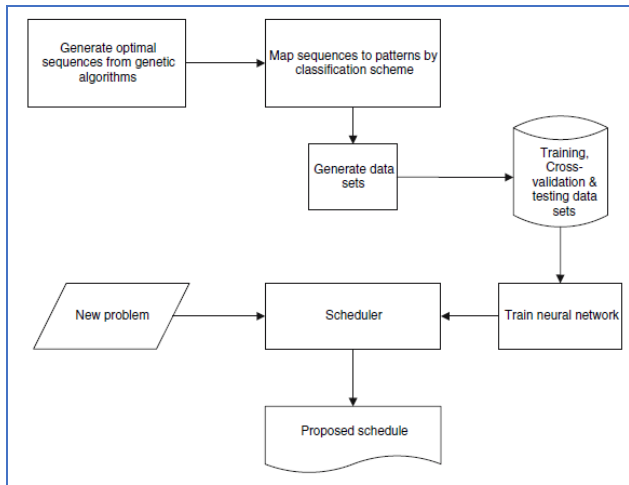 Generate optimal
sequences from genetic
algorithms
Map sequences to patterns by
classification scheme
Generate data
sets
Training,
Cross-
validation &
testing data
sets
New problem
Scheduler
Train neural network
Proposed schedule